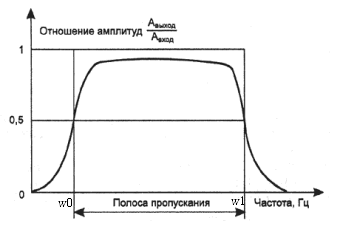 Отношение амплитуд Aвыход
Aвход
1
0,5
0
w0
Полоса пропускания
w1
Частота, Гц